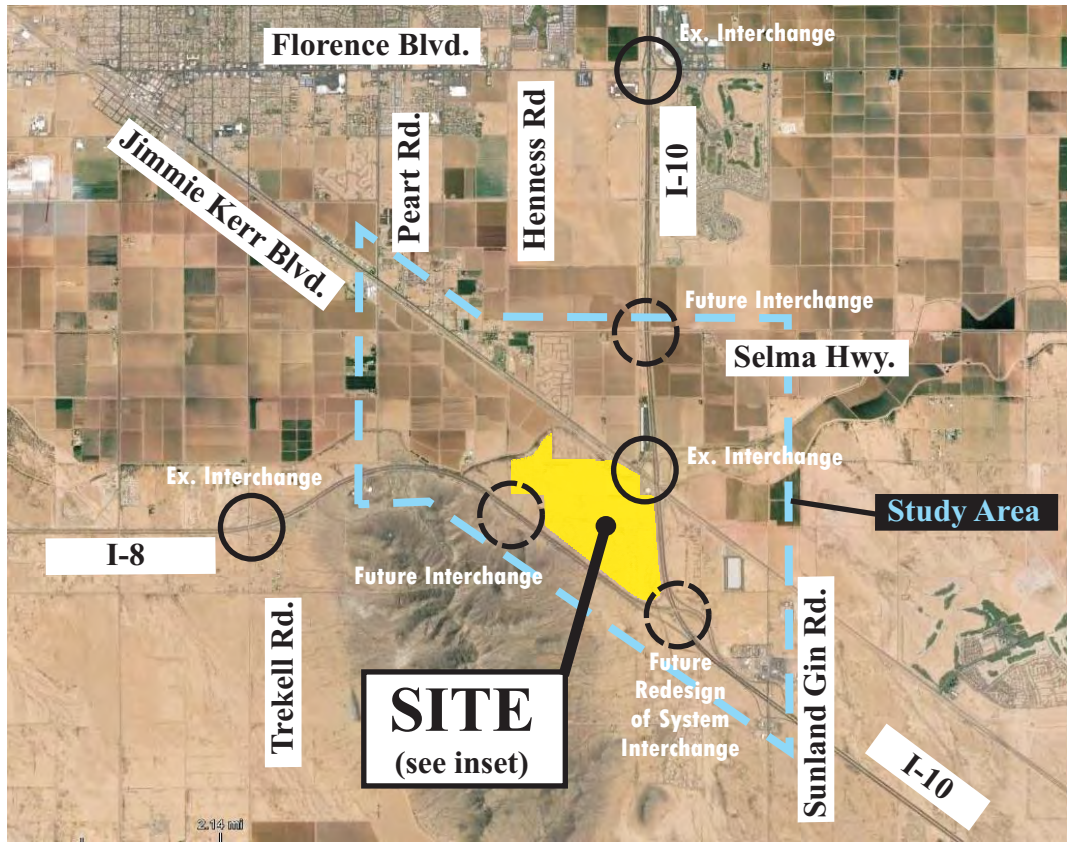 Florence Blvd.
Ex. Interchange
Jimmie Kerr Blvd.
Peart Rd.
Henness Rd
I-10
Future Interchange
Selma Hwy.
Ex. Interchange
Ex. Interchange
Study Area
I-8
Future Interchange
Trekell Rd.
SITE
(see inset)
Future
Redesign
of System
Interchange
Sunland Gin Rd.
I-10
2.14 mi